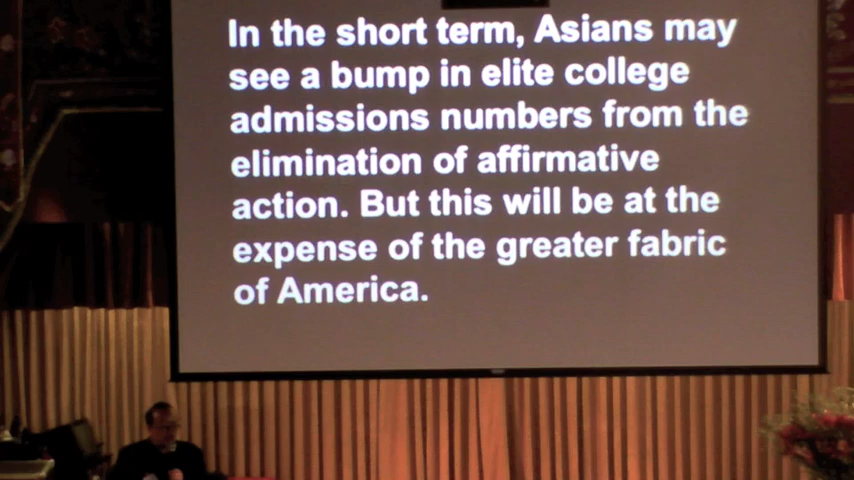 In the short term, Asians may
see a bump in elite college
admissions numbers from the
elimination of affirmative
action. But this will be at the
expense of the greater fabric
of America.